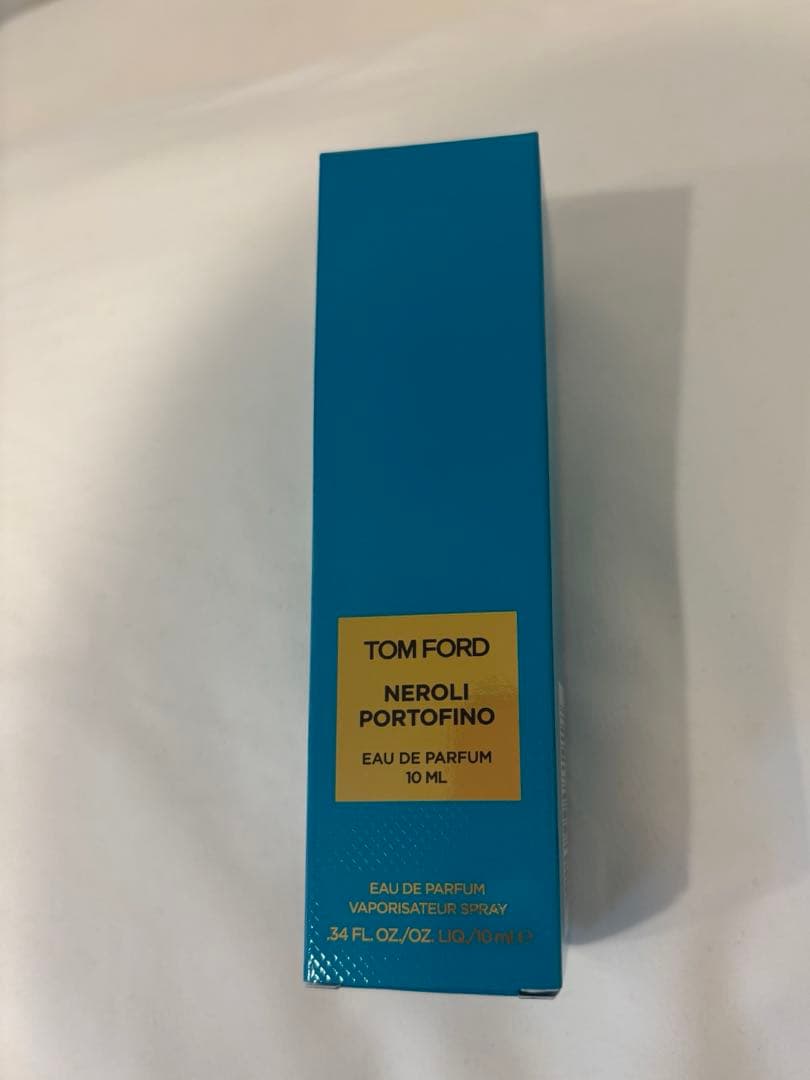 TOM FORD
NEROLI
PORTOFINO
EAU DE PARFUM
10 ML
EAU DE PARFUM
VAPORISATEUR SPRAY
.34 FL. OZ./OZ. LIQ./10 ml ℮